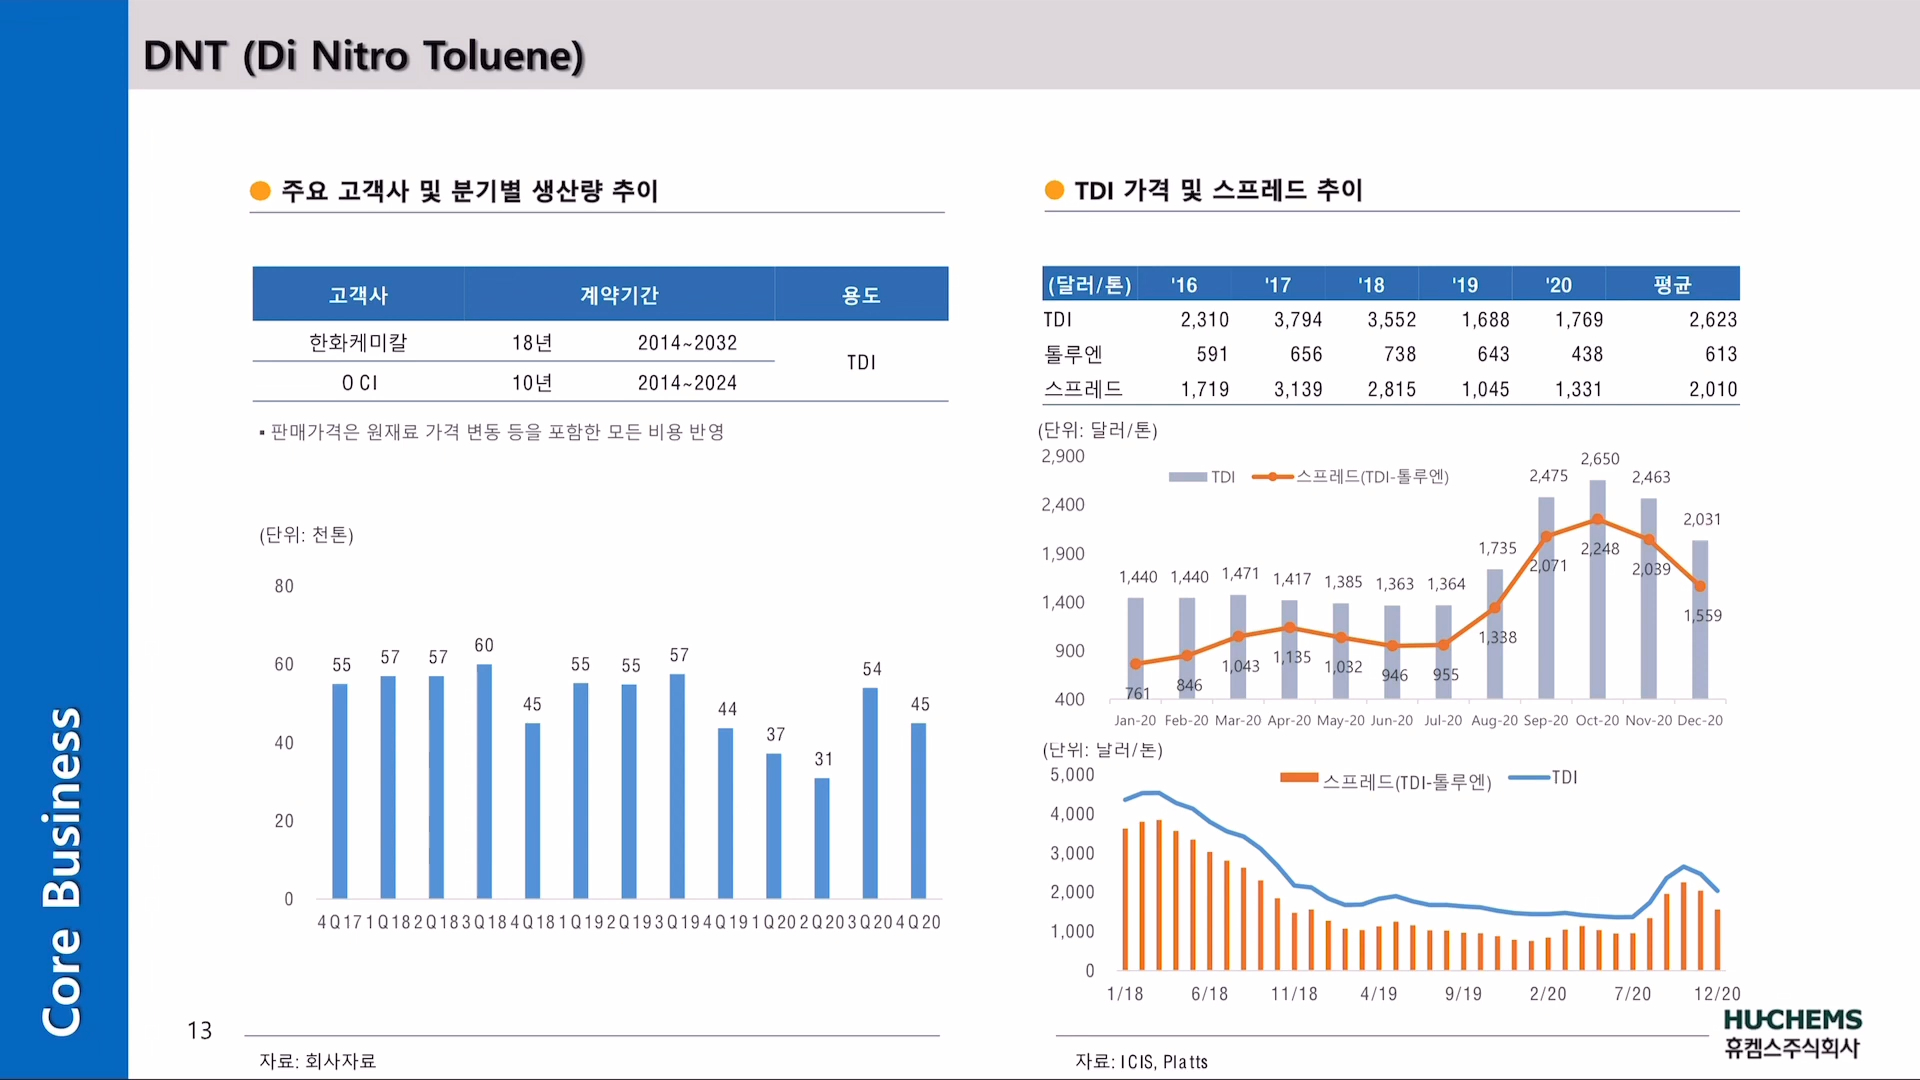 DNT (Di Nitro Toluene)
Core Business
주요 고객사 및 분기별 생산량 추이
고객사 계약기간 용도
한화케미칼 18년 2014~2032 TDI
OCI 10년 2014~2024
▪ 판매가격은 원재료 가격 변동 등을 포함한 모든 비용 반영
(단위: 천톤)
80
60
40
20
0
55 57 57 60 45 55 55 57 44 37 31 54 45
4Q17 1Q18 2Q18 3Q18 4Q18 1Q19 2Q19 3Q19 4Q19 1Q20 2Q20 3Q20 4Q20
13
자료: 회사자료
TDI 가격 및 스프레드 추이
(달러/톤) '16 '17 '18 '19 '20 평균
TDI 2,310 3,794 3,552 1,688 1,769 2,623
톨루엔 591 656 738 643 438 613
스프레드 1,719 3,139 2,815 1,045 1,331 2,010
(단위: 달러/톤)
TDI 스프레드(TDI-톨루엔)
2,900
2,400
1,900
1,400
900
400
1,440 1,440 1,471 1,417 1,385 1,363 1,364 1,735 2,475 2,650 2,463 2,031
761 846 1,043 1,135 1,032 946 955 1,338 2,071 2,248 2,039 1,559
Jan-20 Feb-20 Mar-20 Apr-20 May-20 Jun-20 Jul-20 Aug-20 Sep-20 Oct-20 Nov-20 Dec-20
(단위: 달러/톤)
스프레드(TDI-톨루엔) TDI
5,000
4,000
3,000
2,000
1,000
0
1/18 6/18 11/18 4/19 9/19 2/20 7/20 12/20
자료: ICIS, Platts
HUCHEMS
휴켐스주식회사